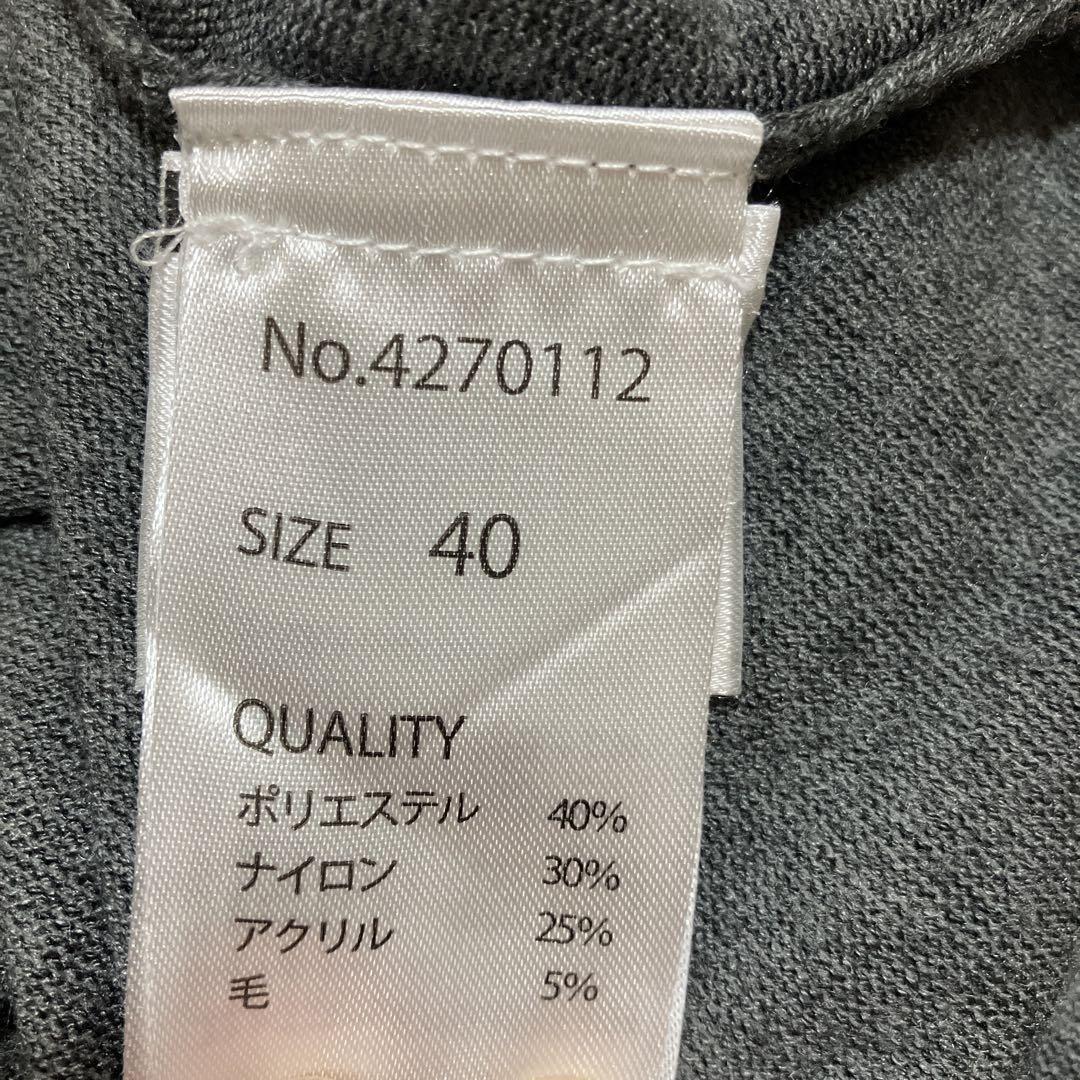 No.4270112
SIZE 40
QUALITY
ポリエステル 40%
ナイロン 30%
アクリル 25%
毛 5%